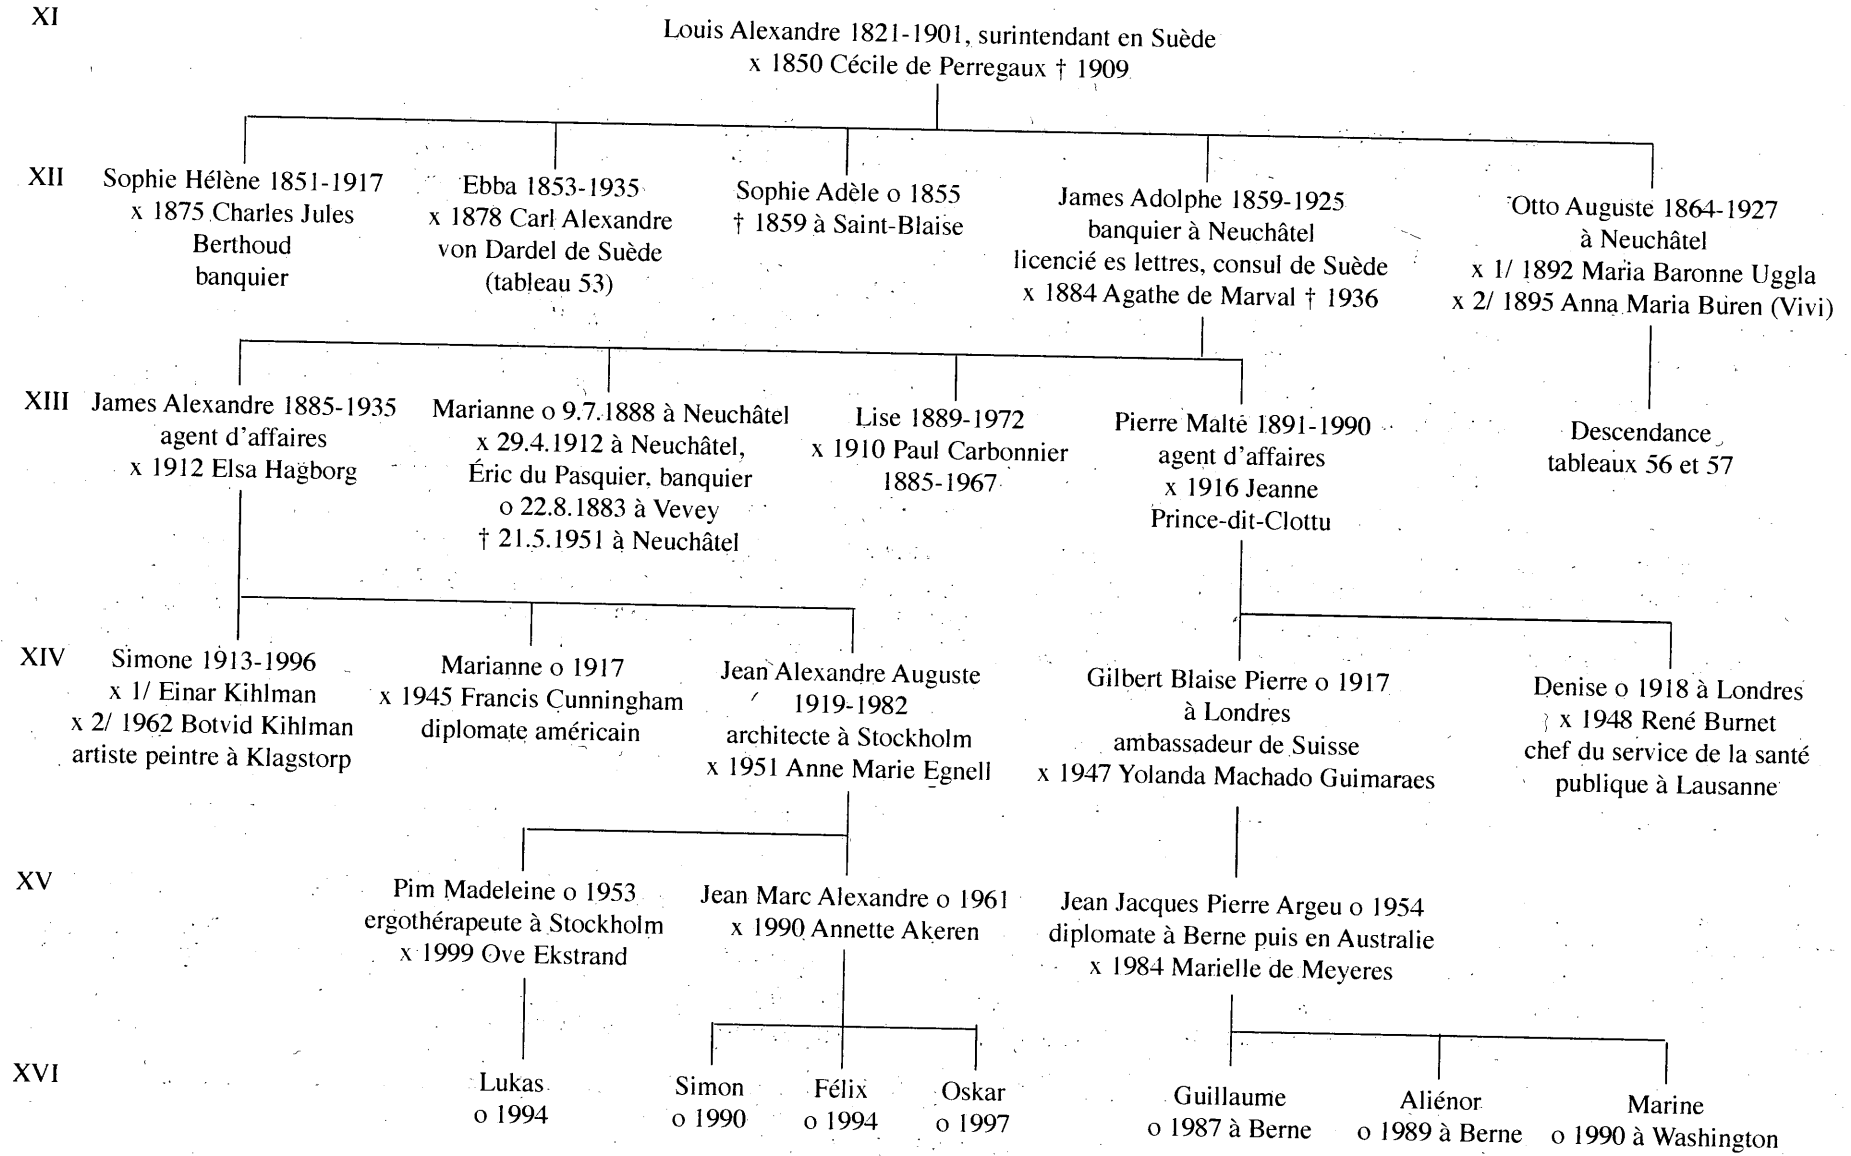 XI
Louis Alexandre 1821-1901, surintendant en Suède
x 1850 Cécile de Perregaux † 1909
XII
Sophie Hélène 1851-1917
x 1875 Charles Jules
Berthoud
banquier
Ebba 1853-1935
x 1878 Carl Alexandre
von Dardel de Suède
(tableau 53)
Sophie Adèle o 1855
† 1859 à Saint-Blaise
James Adolphe 1859-1925
banquier à Neuchâtel
licencié es lettres, consul de Suède
x 1884 Agathe de Marval † 1936
Otto Auguste 1864-1927
à Neuchâtel
x 1/ 1892 Maria Baronne Uggla
x 2/ 1895 Anna Maria Buren (Vivi)
XIII
James Alexandre 1885-1935
agent d'affaires
x 1912 Elsa Hagborg
Marianne o 9.7.1888 à Neuchâtel
x 29.4.1912 à Neuchâtel,
Éric du Pasquier, banquier
o 22.8.1883 à Vevey
† 21.5.1951 à Neuchâtel
Lise 1889-1972
x 1910 Paul Carbonnier
1885-1967
Pierre Malte 1891-1990
agent d'affaires
x 1916 Jeanne
Prince-dit-Clottu
Descendance
tableaux 56 et 57
XIV
Simone 1913-1996
x 1/ Einar Kihlman
x 2/ 1962 Botvid Kihlman
artiste peintre à Klagstorp
Marianne o 1917
x 1945 Francis Cunningham
diplomate américain
Jean Alexandre Auguste
1919-1982
architecte à Stockholm
x 1951 Anne Marie Egnell
Gilbert Blaise Pierre o 1917
à Londres
ambassadeur de Suisse
x 1947 Yolanda Machado Guimaraes
Denise o 1918 à Londres
x 1948 René Burnet
chef du service de la santé
publique à Lausanne
XV
Pim Madeleine o 1953
ergothérapeute à Stockholm
x 1999 Ove Ekstrand
Jean Marc Alexandre o 1961
x 1990 Annette Akeren
Jean Jacques Pierre Argeu o 1954
diplomate à Berne puis en Australie
x 1984 Marielle de Meyeres
XVI
Lukas
o 1994
Simon
o 1990
Félix
o 1994
Oskar
o 1997
Guillaume
o 1987 à Berne
Aliénor
o 1989 à Berne
Marine
o 1990 à Washington